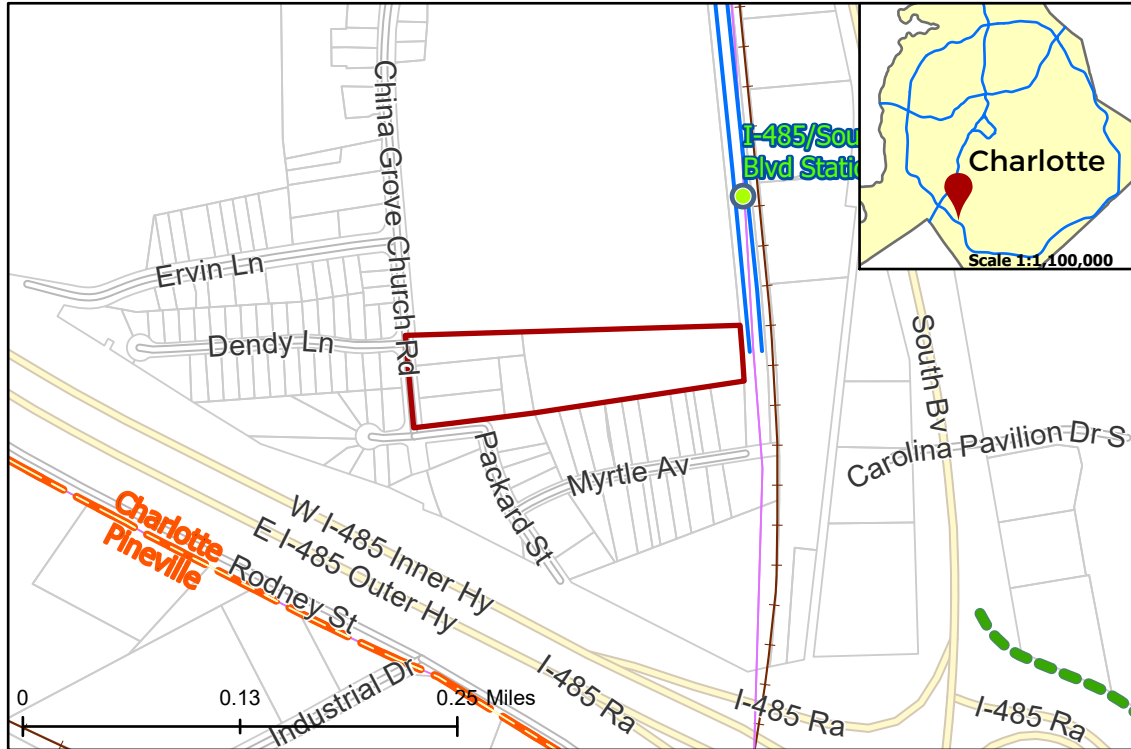 China Grove Church Rd
I-485/Sou
Blvd Static
Charlotte
Scale 1:1,100,000
Ervin Ln
Dendy Ln
South Bv
Carolina Pavilion Dr S
Packard St
Myrtle Av
W I-485 Inner Hy
E I-485 Outer Hy
Charlotte
Pineville
Rodney St
Industrial Dr
I-485 Ra
I-485 Ra
I-485 Ra
0
0.13
0.25 Miles